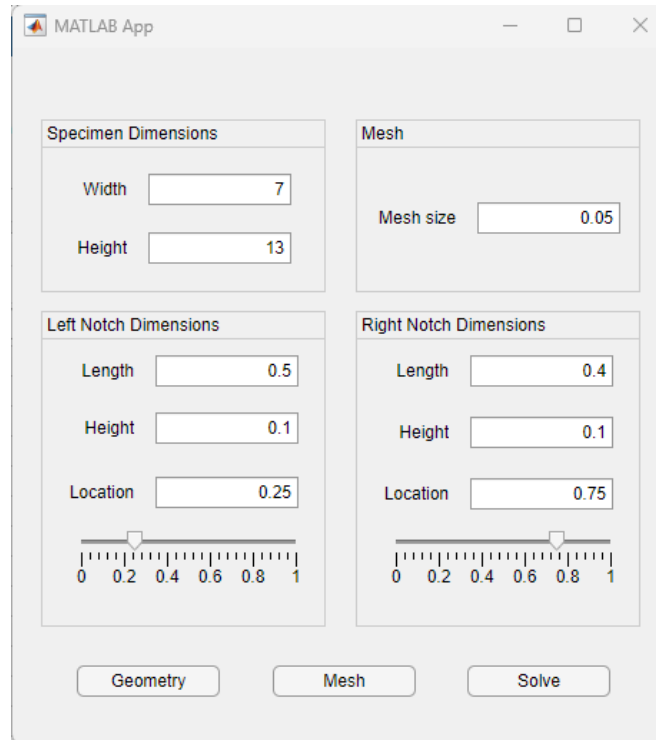 MATLAB App
Specimen Dimensions
Width 7
Height 13
Mesh
Mesh size 0.05
Left Notch Dimensions
Length 0.5
Height 0.1
Location 0.25
0 0.2 0.4 0.6 0.8 1
Right Notch Dimensions
Length 0.4
Height 0.1
Location 0.75
0 0.2 0.4 0.6 0.8 1
Geometry Mesh Solve